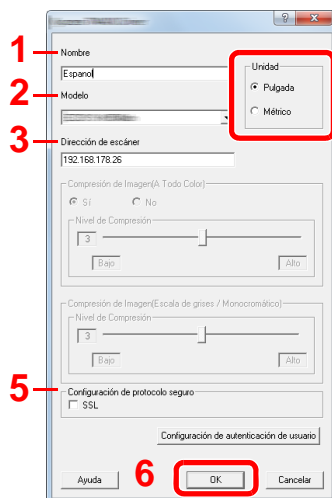 1
Nombre
Espanol
Unidad
Pulgada
Métrico
2
Modelo
3
Dirección de escáner
192.168.178.26
Compresión de Imagen(A Todo Color)
Sí No
Nivel de Compresión
3
Bajo Alto
Compresión de Imagen(Escala de grises / Monocromático)
Nivel de Compresión
3
Bajo Alto
5
Configuración de protocolo seguro
SSL
Configuración de autenticación de usuario
6
Ayuda OK Cancelar